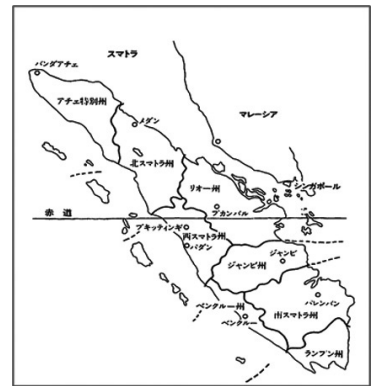 スマトラ
バンダアチェ
アチェ特別州
メダン
マレーシア
北スマトラ州
リオー州
シンガポール
プカンバル
赤道
ブキッティンギ
西スマトラ州
パダン
ジャンビ
ジャンビ州
パレンバン
ベンクルー州
南スマトラ州
ベンクルー
ランプン州